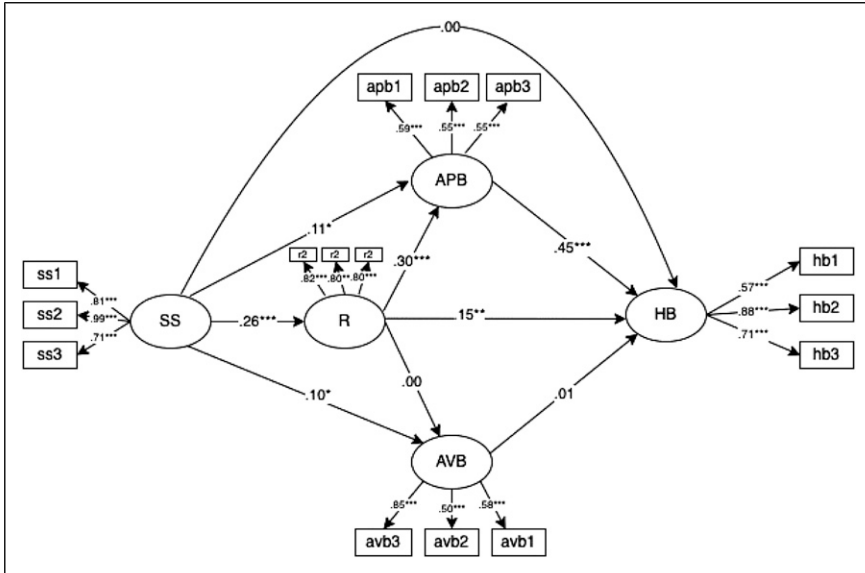 .00
apb1
apb2
apb3
.59***
.55***
.55***
APB
.11*
.30***
.45***
r2
r2
r2
.82***
.80**
.80***
ss1
ss2
ss3
.81***
.99***
.71***
SS
.26***
R
15**
HB
.57***
.88***
.71***
hb1
hb2
hb3
.10*
.00
.01
AVB
.85***
.50***
.58***
avb3
avb2
avb1